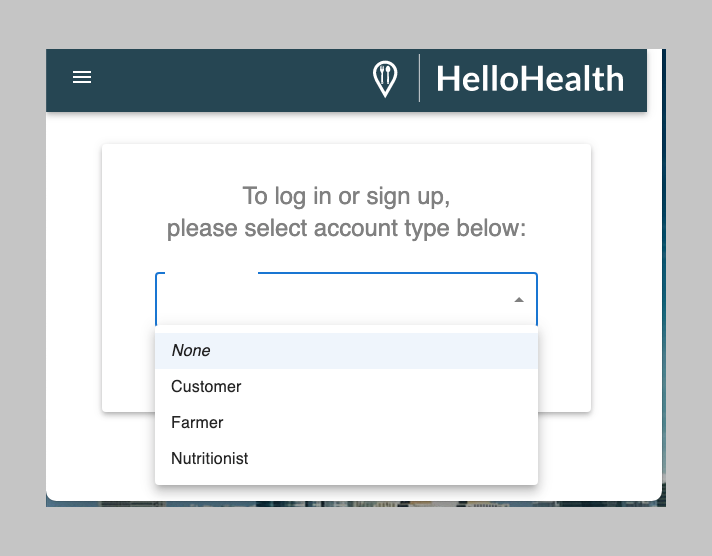 HelloHealth
To log in or sign up,
please select account type below:
None
Customer
Farmer
Nutritionist